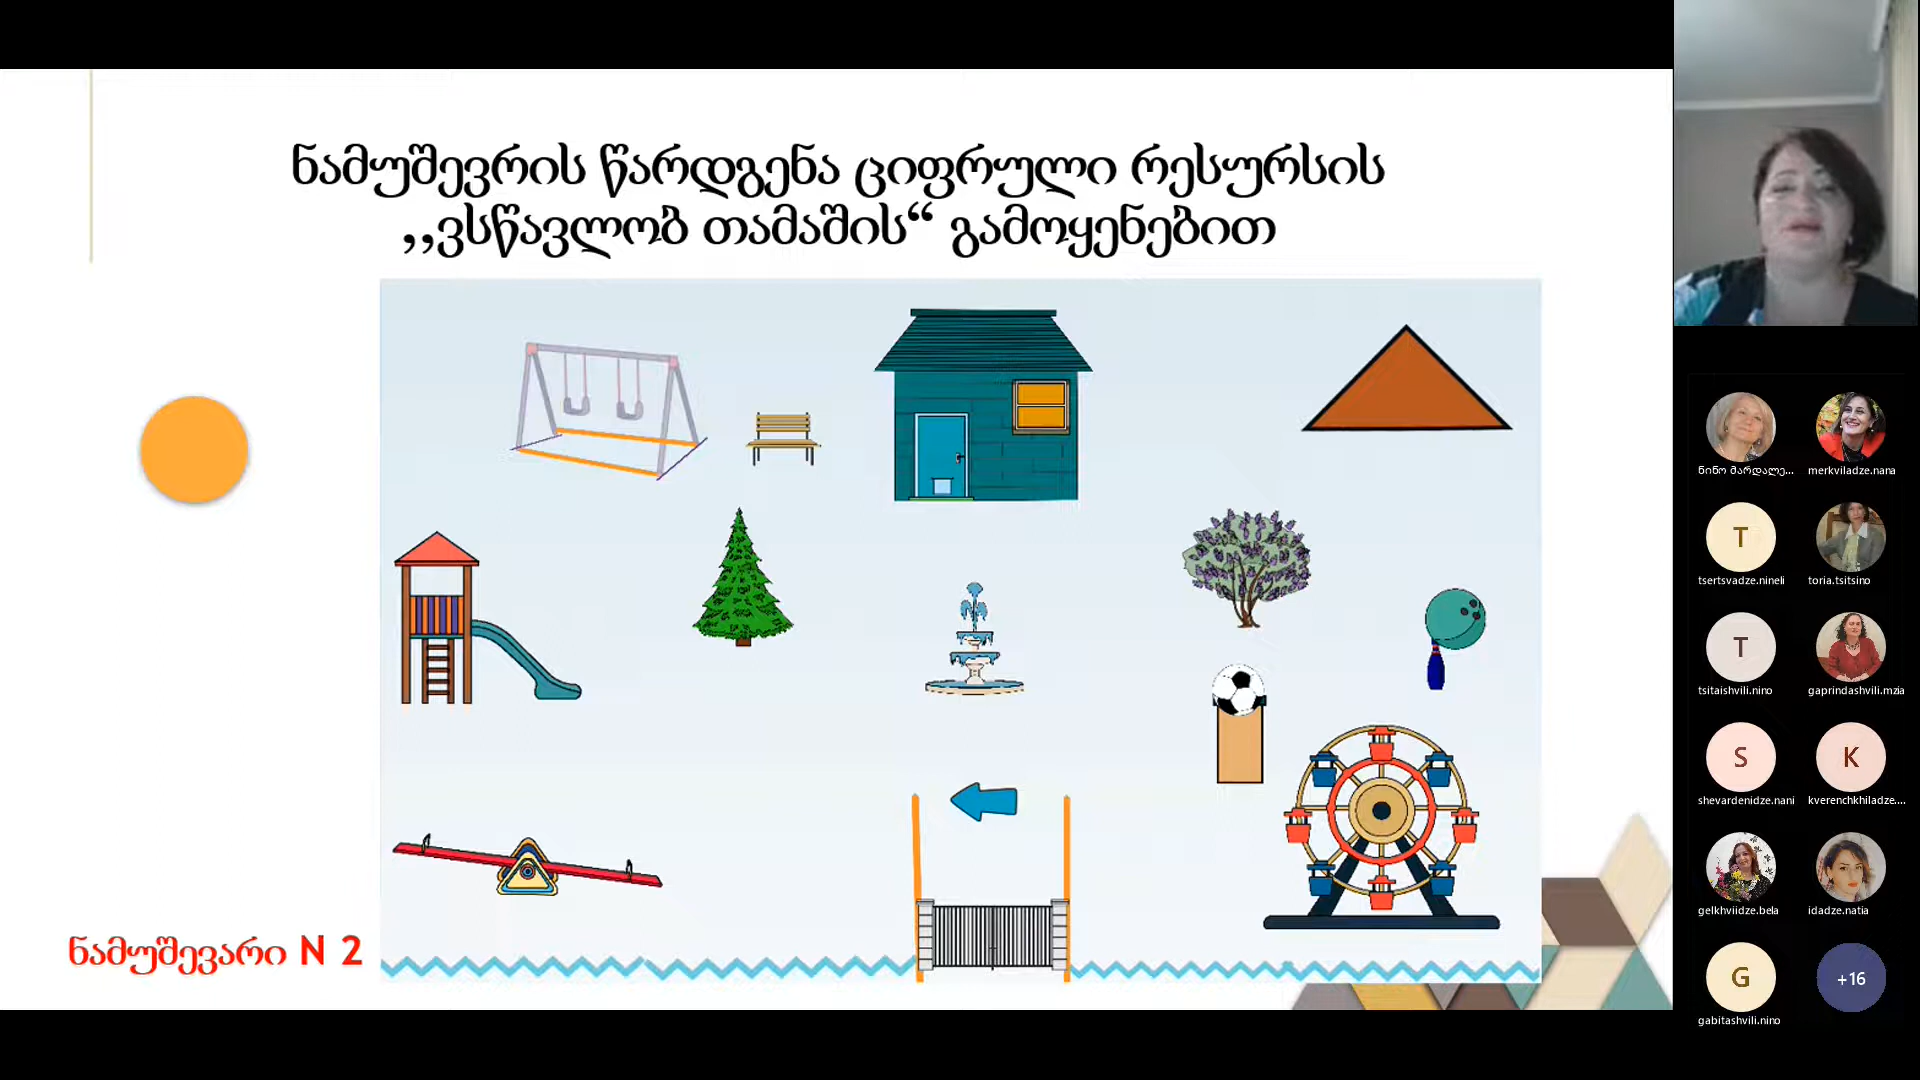 ნამუშევრის წარდგენა ციფრული რესურსის
,,ვსწავლობ თამაშის“ გამოყენებით
ნამუშევარი N 2
ნინო მარდალე...
merkviladze.nana
T
tsertsvadze.nineli
toria.tsitsino
T
tsitaishvili.nino
gaprindashvili.mzia
S
shevardenidze.nani
K
kverenchkhiladze....
gelkhviidze.bela
idadze.natia
G
gabitashvili.nino
+16